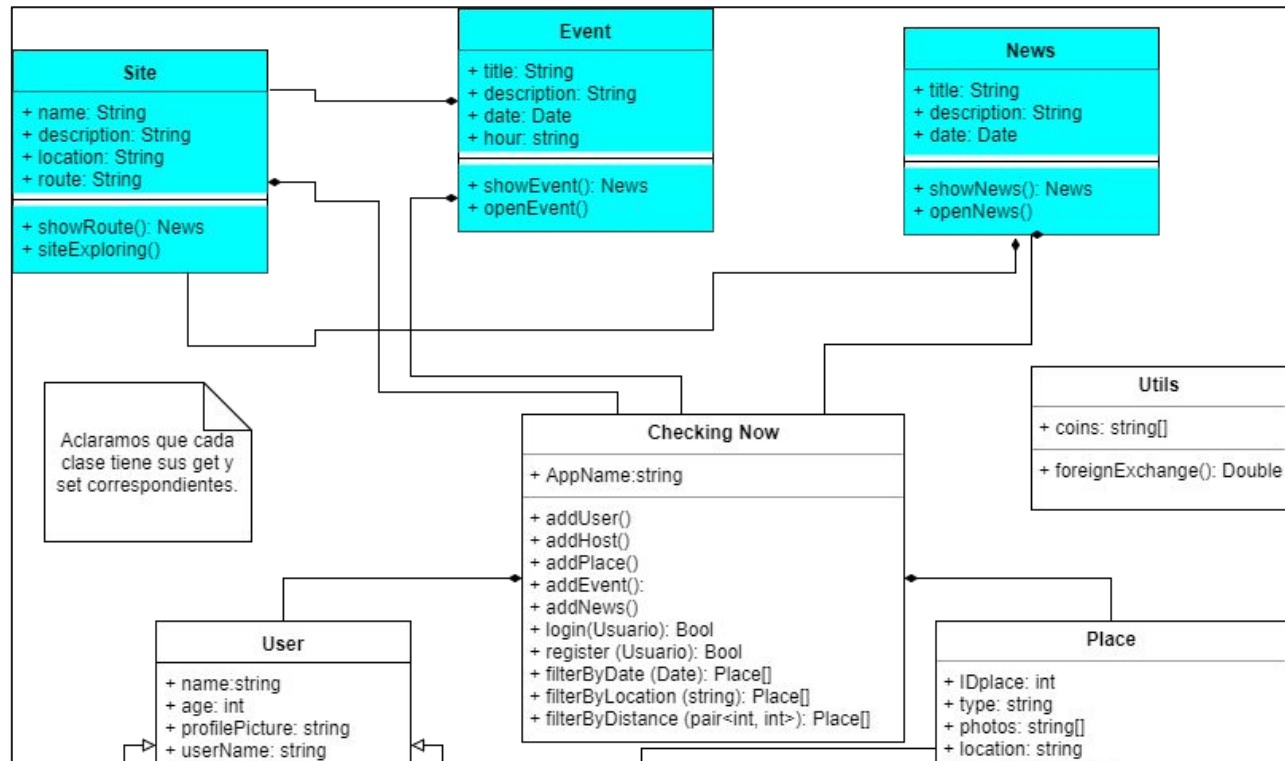 Site
+ name: String
+ description: String
+ location: String
+ route: String
+ showRoute(): News
+ siteExploring()
Event
+ title: String
+ description: String
+ date: Date
+ hour: string
+ showEvent(): News
+ openEvent()
News
+ title: String
+ description: String
+ date: Date
+ showNews(): News
+ openNews()
Aclaramos que cada
clase tiene sus get y
set correspondientes.
Utils
+ coins: string[]
+ foreignExchange(): Double
Checking Now
+ AppName:string
+ addUser()
+ addHost()
+ addPlace()
+ addEvent():
+ addNews()
+ login(Usuario): Bool
+ register (Usuario): Bool
+ filterByDate (Date): Place[]
+ filterByLocation (string): Place[]
+ filterByDistance (pair<int, int>): Place[]
User
+ name:string
+ age: int
+ profilePicture: string
+ userName: string
Place
+ IDplace: int
+ type: string
+ photos: string[]
+ location: string